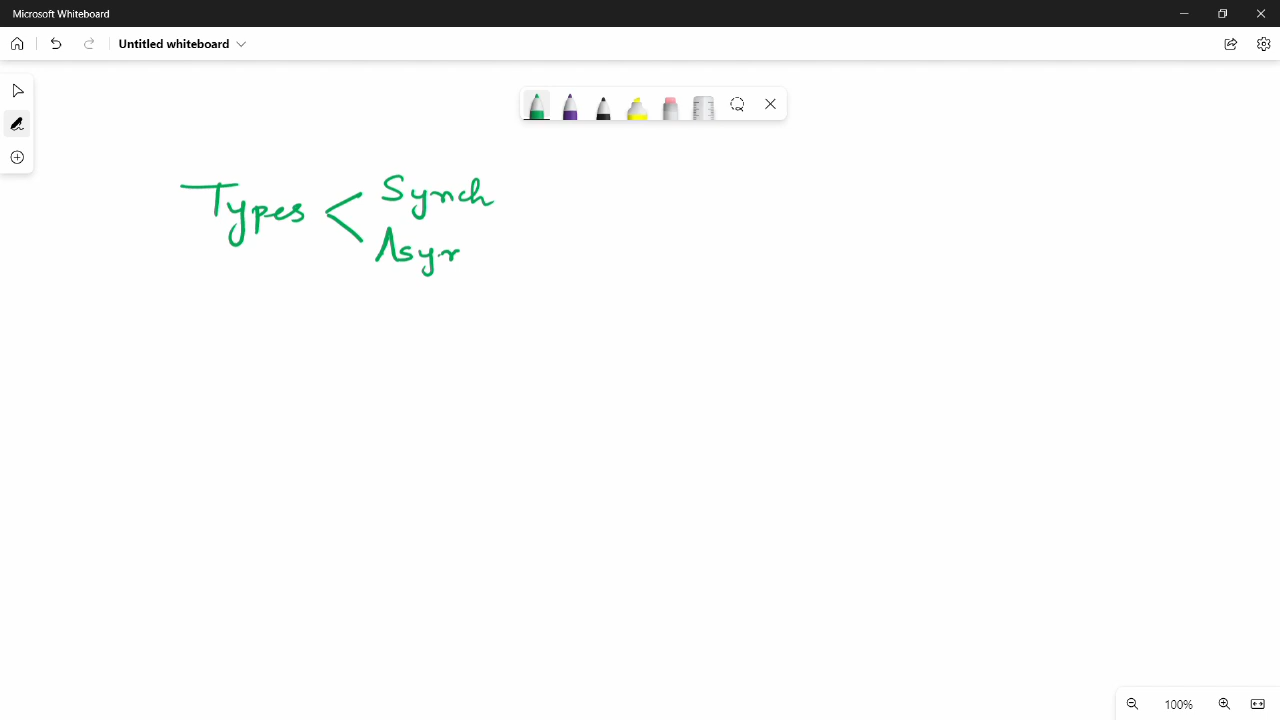 Microsoft Whiteboard
Untitled whiteboard
Types < Synch
Asyn
100%